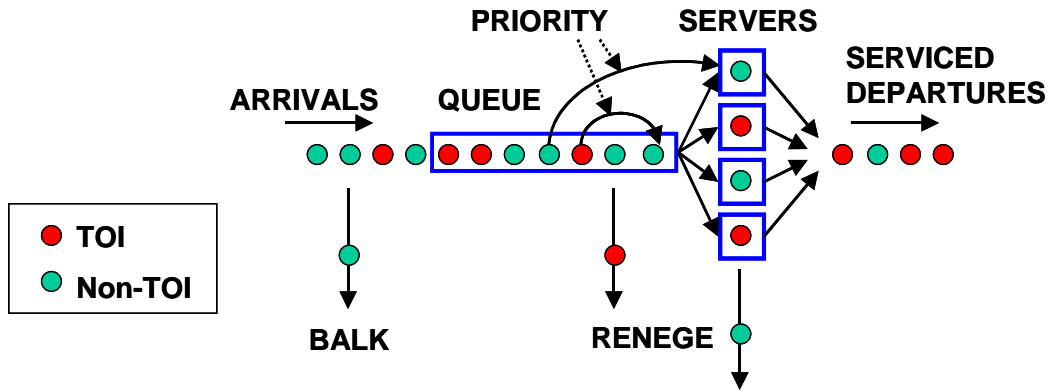 PRIORITY
SERVERS
SERVICED
DEPARTURES
ARRIVALS
QUEUE
TOI
Non-TOI
BALK
RENEGE